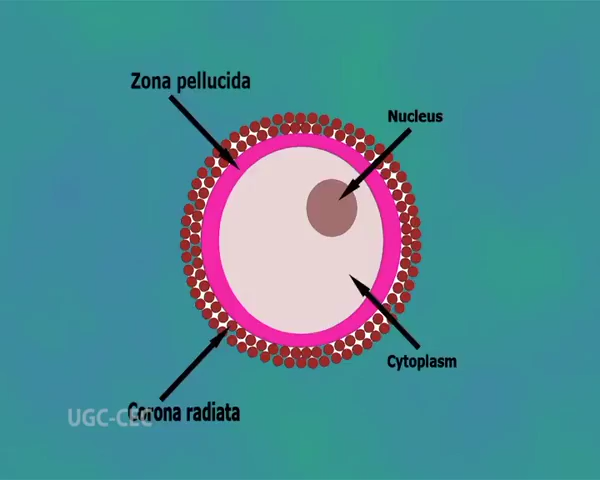 Zona pellucida
Nucleus
Cytoplasm
Corona radiata
UGC-CEC